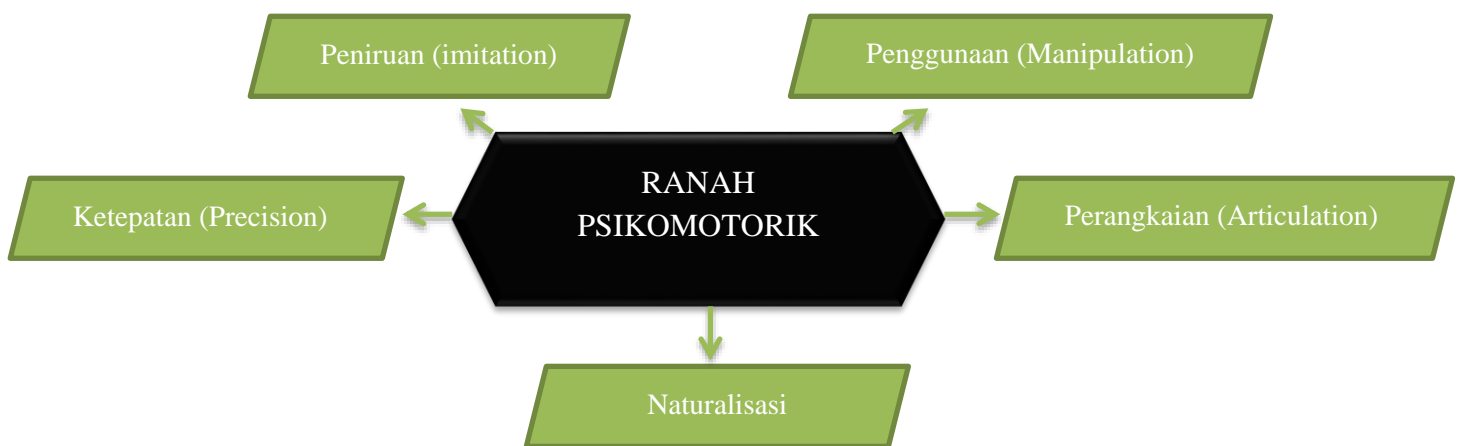 Peniruan (imitation)
Penggunaan (Manipulation)
RANAH
PSIKOMOTORIK
Ketepatan (Precision)
Perangkaian (Articulation)
Naturalisasi